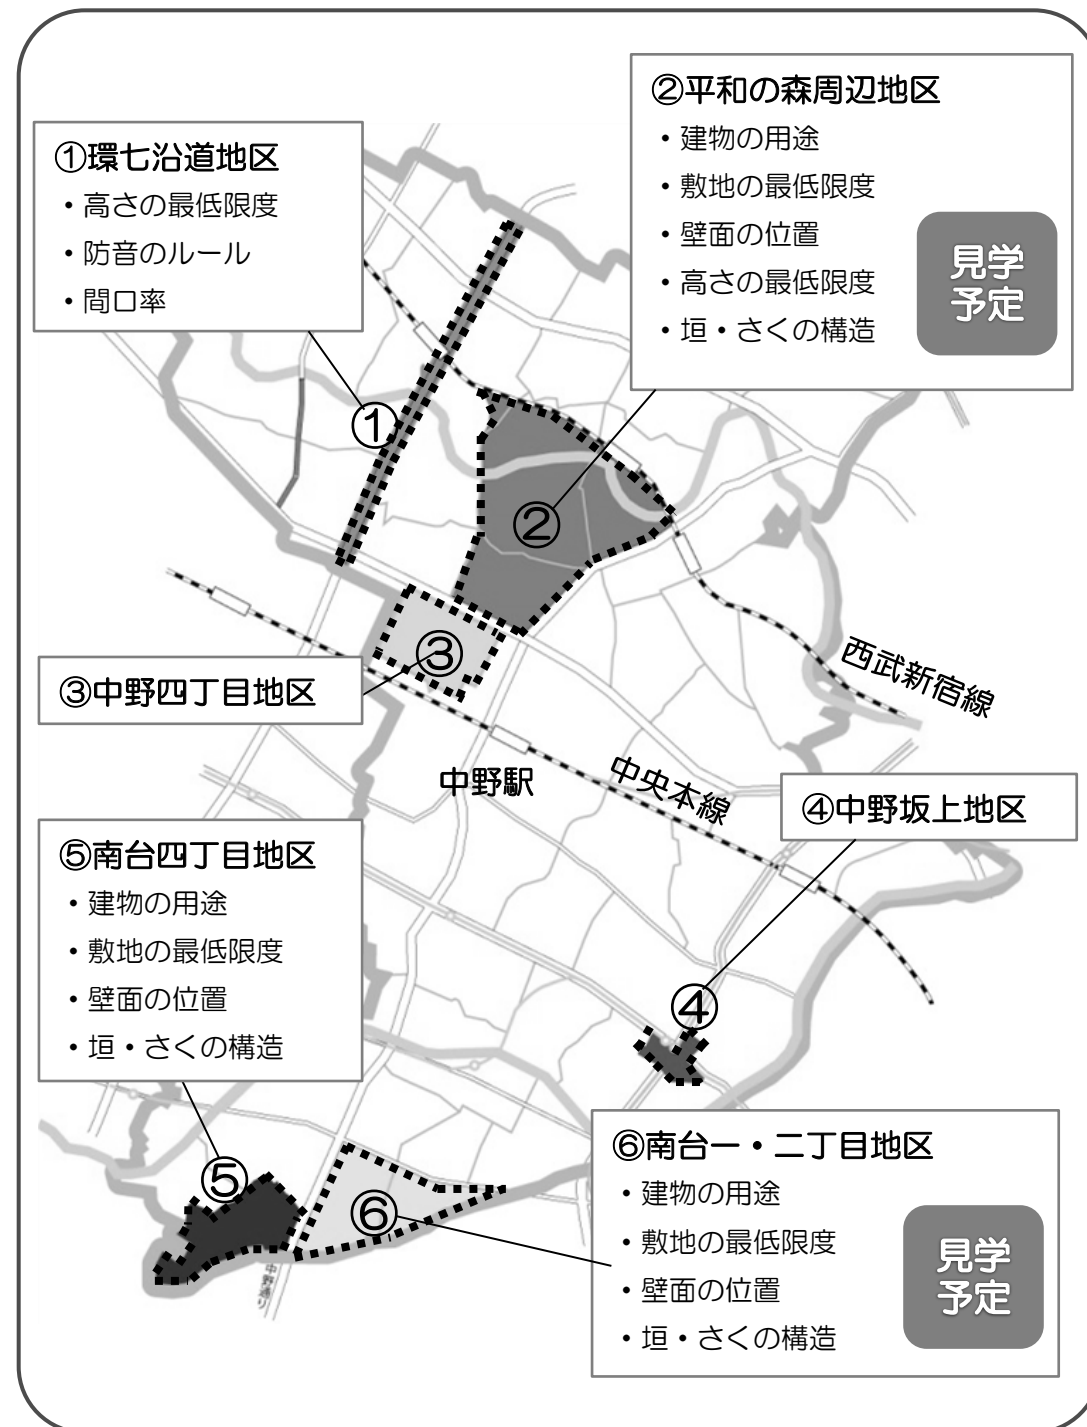 ②平和の森周辺地区
・建物の用途
・敷地の最低限度
・壁面の位置
・高さの最低限度
・垣・さくの構造
見学
予定
①環七沿道地区
・高さの最低限度
・防音のルール
・間口率
①
②
③
西武新宿線
③中野四丁目地区
中野駅
中央本線
④中野坂上地区
⑤南台四丁目地区
・建物の用途
・敷地の最低限度
・壁面の位置
・垣・さくの構造
④
⑤
⑥
中野通り
⑥南台一・二丁目地区
・建物の用途
・敷地の最低限度
・壁面の位置
・垣・さくの構造
見学
予定